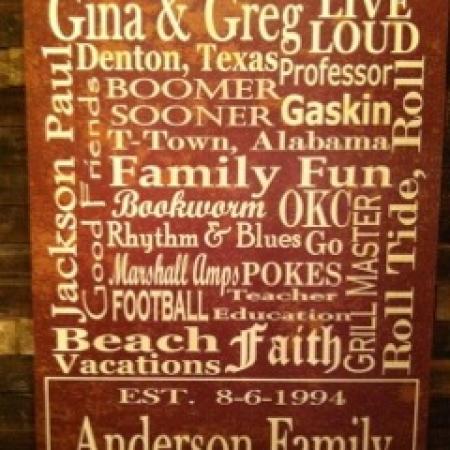 Gina & Greg
LIVE
LOUD
Denton, Texas
Professor
BOOMER
SOONER
Gaskin
T-Town, Alabama
Family Fun
Bookworm
OKC
Rhythm & Blues
Go
Marshall Amps
POKES
FOOTBALL
Teacher
Education
Beach
Vacations
Faith
Jackson Paul
Good Friends
GRILL MASTER
Roll Tide, Roll
EST. 8-6-1994
Anderson Family